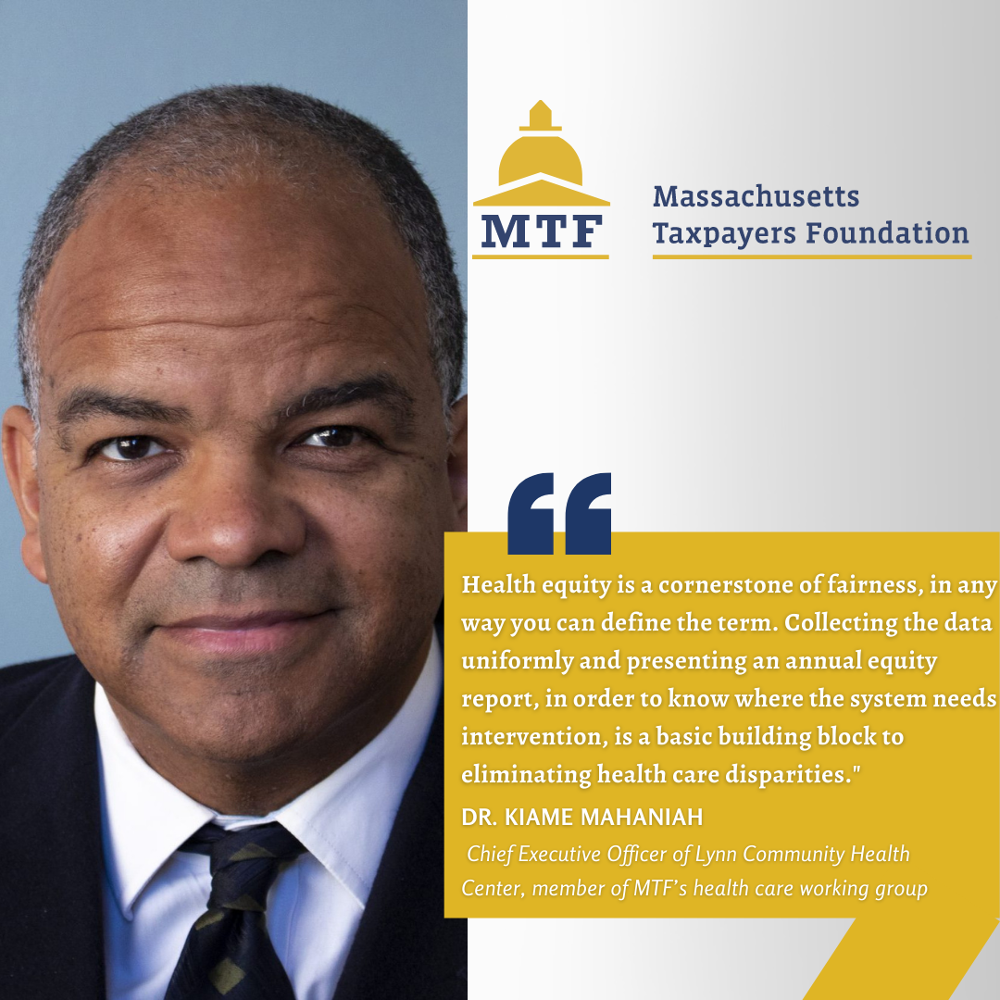 MTF
Massachusetts
Taxpayers Foundation
Health equity is a cornerstone of fairness, in any
way you can define the term. Collecting the data
uniformly and presenting an annual equity
report, in order to know where the system needs
intervention, is a basic building block to
eliminating health care disparities."
DR. KIAME MAHANIAH
Chief Executive Officer of Lynn Community Health
Center, member of MTF’s health care working group